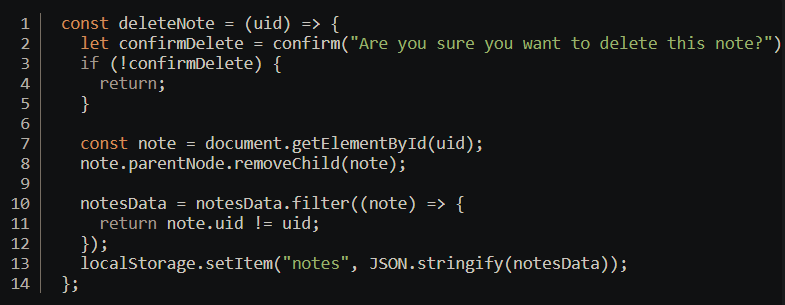 1 const deleteNote = (uid) => {
2 let confirmDelete = confirm("Are you sure you want to delete this note?")
3 if (!confirmDelete) {
4 return;
5 }
6
7 const note = document.getElementById(uid);
8 note.parentNode.removeChild(note);
9
10 notesData = notesData.filter((note) => {
11 return note.uid != uid;
12 });
13 localStorage.setItem("notes", JSON.stringify(notesData));
14 };